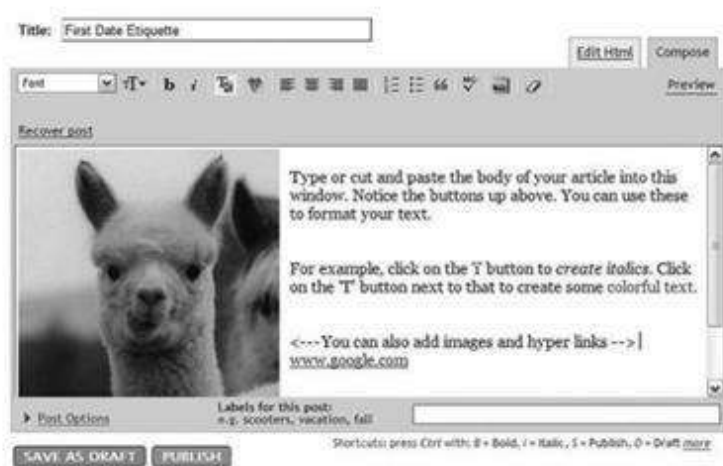 Title: First Date Etiquette
Edit Html Compose
Font T b i T “ Preview
Recover post
Type or cut and paste the body of your article into this
window. Notice the buttons up above. You can use these
to format your text.
For example, click on the 'i' button to create italics. Click
on the 'T' button next to that to create some colorful text.
<---You can also add images and hyper links -->
www.google.com
Post Options
Labels for this post:
e.g. scooters, vacation, fall
Shortcuts: press Ctrl with: B = Bold, I = Italic, S = Publish, D = Draft more
SAVE AS DRAFT PUBLISH